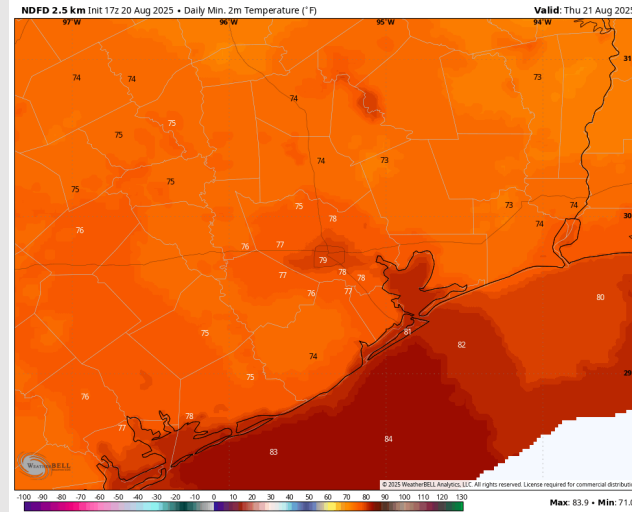 NDFD 2.5 km Init 17z 20 Aug 2025 • Daily Min. 2m Temperature (°F)
Valid: Thu 21 Aug 2025
97°W 96°W 95°W 94°W
31
74 74 73
74
75
75
74 73
75
75
75 73 74
30
78 74
76
76 77
79
77 78 78
80
76 77
81
75 82
74
29
75
76
78
77
84
83
WEATHERBELL
© 2025 WeatherBELL Analytics, LLC. All rights reserved. License required for commercial distributi
-100 -90 -80 -70 -60 -50 -40 -30 -20 -10 0 10 20 30 40 50 60 70 80 90 100 110 120 130
Max: 83.9 • Min: 71.